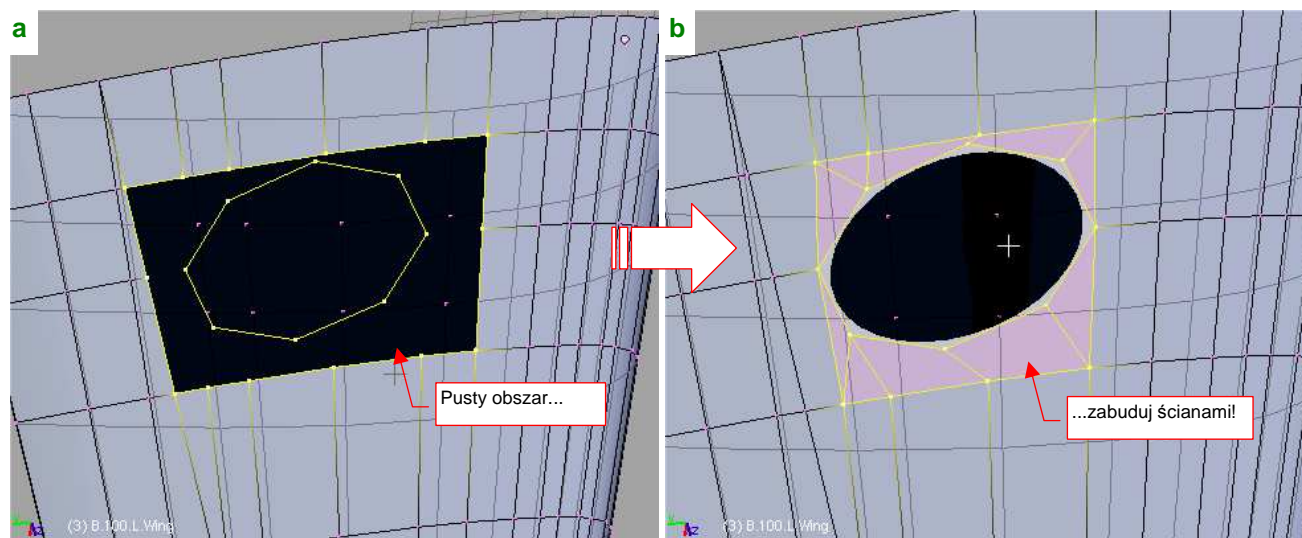 a
b
Pusty obszar...
...zabuduj ścianami!
(3) B.100.L.Wing
(3) B.100.L.Wing